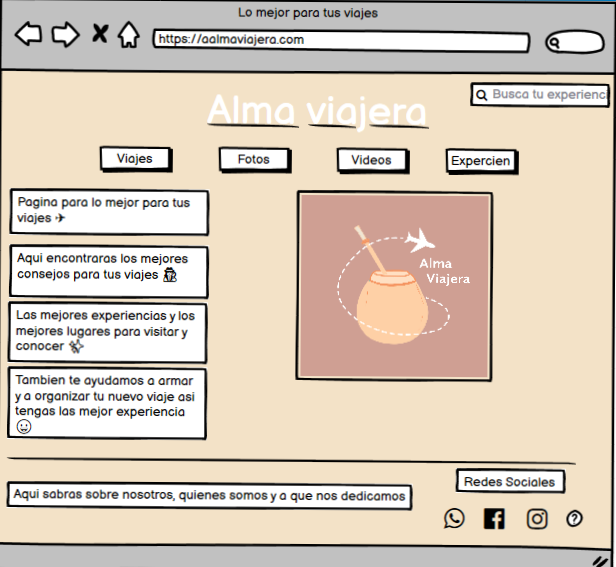 Lo mejor para tus viajes
https://aalmaviajera.com
Busca tu experienc
Alma viajera
Viajes
Fotos
Videos
Expercien
Pagina para lo mejor para tus
viajes ✈
Aqui encontraras los mejores
consejos para tus viajes
Las mejores experiencias y los
mejores lugares para visitar y
conocer
Tambien te ayudamos a armar
y a organizar tu nuevo viaje asi
tengas las mejor experiencia
Alma
Viajera
Redes Sociales
Aqui sabras sobre nosotros, quienes somos y a que nos dedicamos